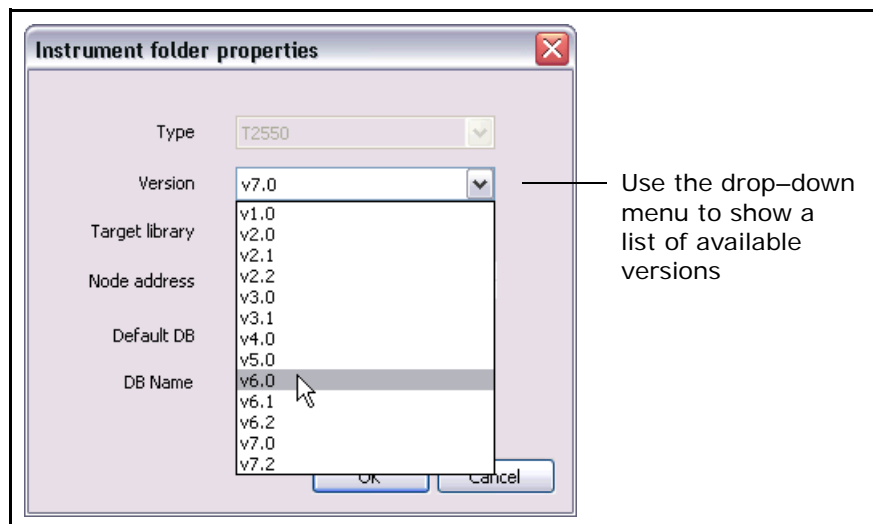 Instrument folder properties
Type
T2550
Version
v7.0
v1.0
v2.0
v2.1
v2.2
v3.0
v3.1
v4.0
v5.0
v6.0
v6.1
v6.2
v7.0
v7.2
Target library
Node address
Default DB
DB Name
OK
Cancel
Use the drop–down
menu to show a
list of available
versions